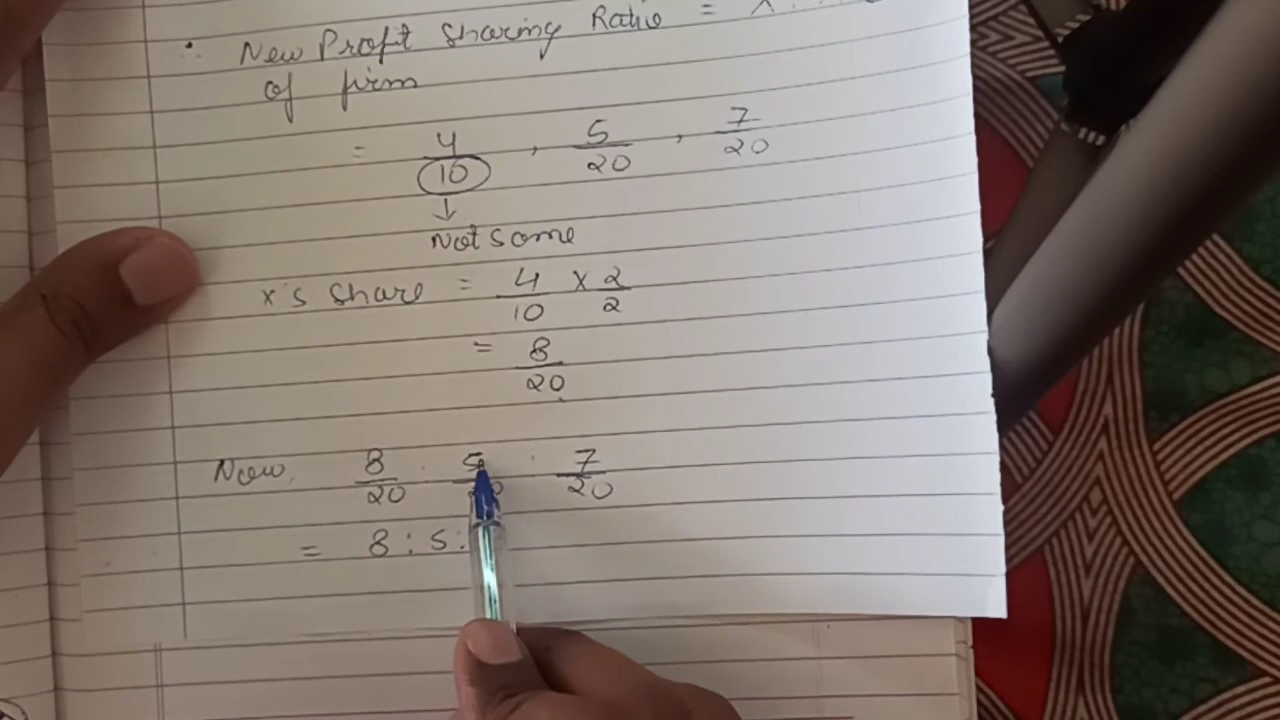 ∴ New Profit Sharing Ratio =
of firm
= 4/10 , 5/20 , 7/20
↓
Not same
x's share = 4/10 × 2/2
= 8/20
Now, 8/20 : 5/20 : 7/20
= 8 : 5 :